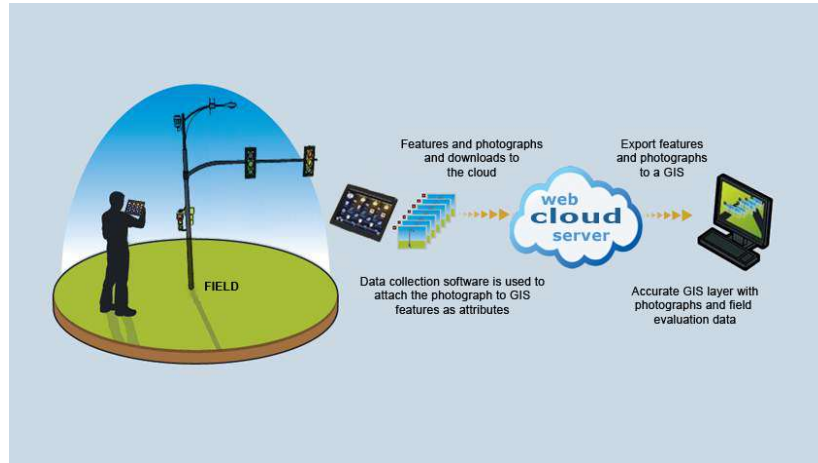 FIELD
Features and photographs
and downloads to
the cloud
Data collection software is used to
attach the photograph to GIS
features as attributes
web
cloud
server
Export features
and photographs
to a GIS
Accurate GIS layer with
photographs and field
evaluation data